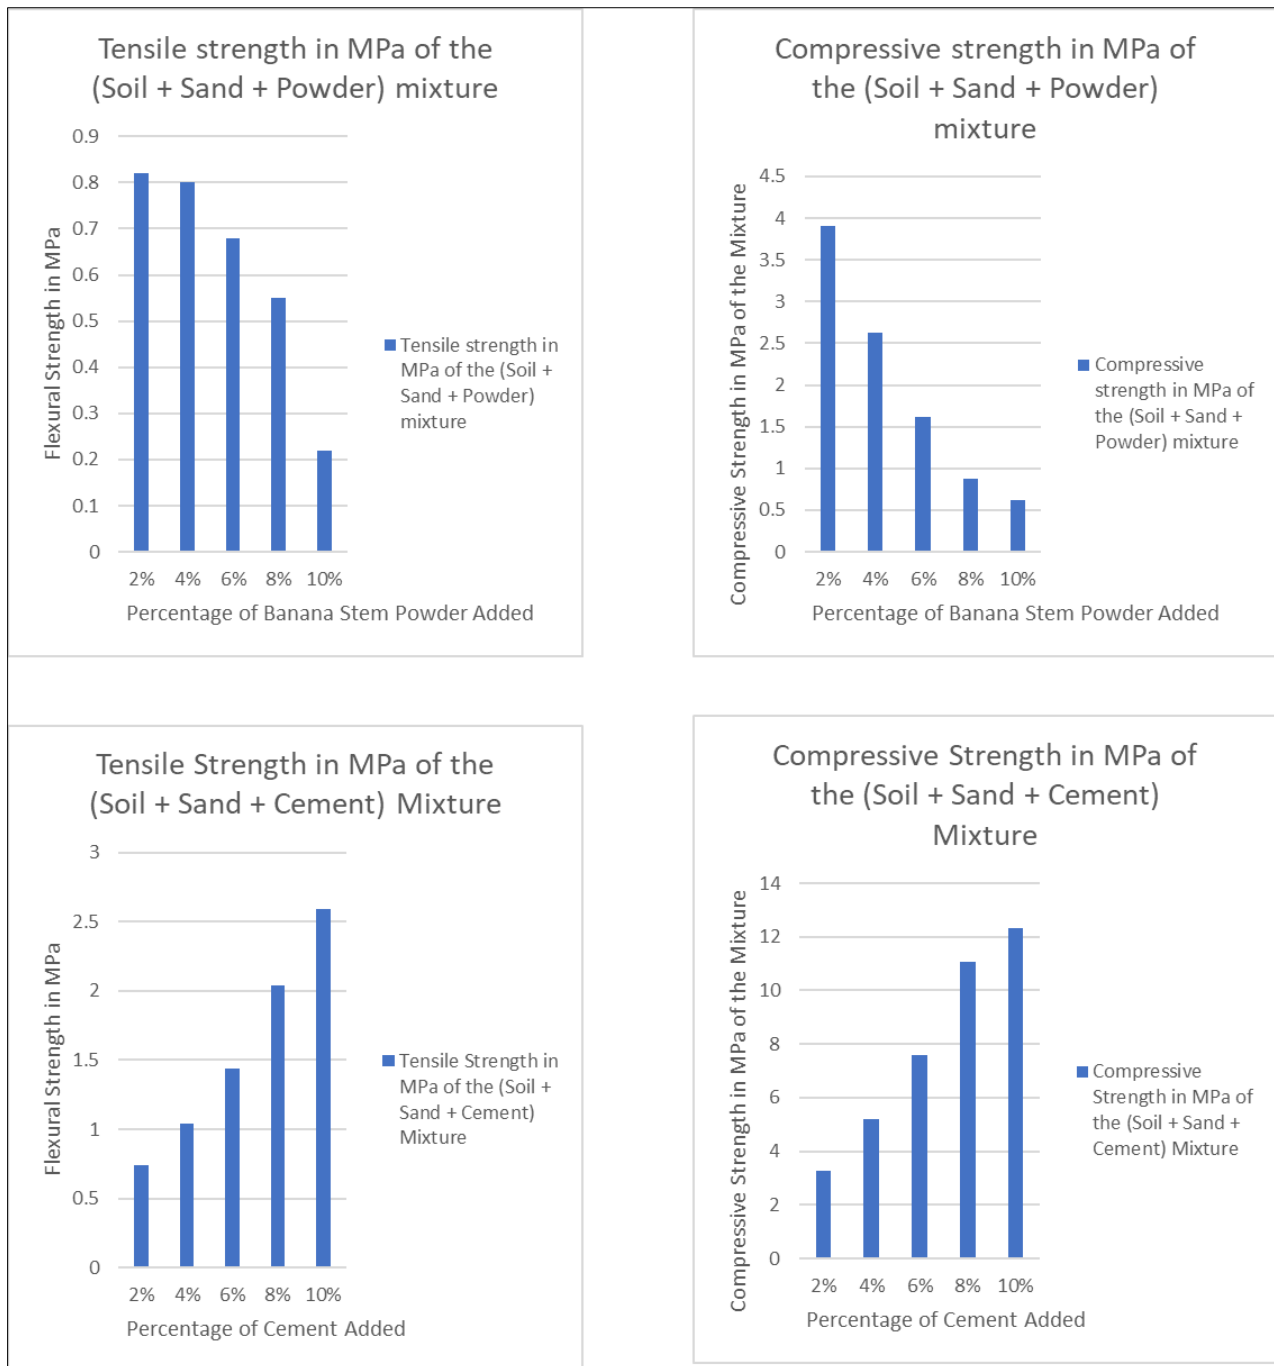 Tensile strength in MPa of the
(Soil + Sand + Powder) mixture
Flexural Strength in MPa
0.9
0.8
0.7
0.6
0.5
0.4
0.3
0.2
0.1
0
2% 4% 6% 8% 10%
Percentage of Banana Stem Powder Added
Tensile strength in
MPa of the (Soil +
Sand + Powder)
mixture
Compressive strength in MPa of
the (Soil + Sand + Powder)
mixture
Compressive Strength in MPa of the Mixture
4.5
4
3.5
3
2.5
2
1.5
1
0.5
0
2% 4% 6% 8% 10%
Percentage of Banana Stem Powder Added
Compressive
strength in MPa of
the (Soil + Sand +
Powder) mixture
Tensile Strength in MPa of the
(Soil + Sand + Cement) Mixture
Flexural Strength in MPa
3
2.5
2
1.5
1
0.5
0
2% 4% 6% 8% 10%
Percentage of Cement Added
Tensile Strength in
MPa of the (Soil +
Sand + Cement)
Mixture
Compressive Strength in MPa of
the (Soil + Sand + Cement)
Mixture
Compressive Strength in MPa of the Mixture
14
12
10
8
6
4
2
0
2% 4% 6% 8% 10%
Percentage of Cement Added
Compressive
Strength in MPa of
the (Soil + Sand +
Cement) Mixture